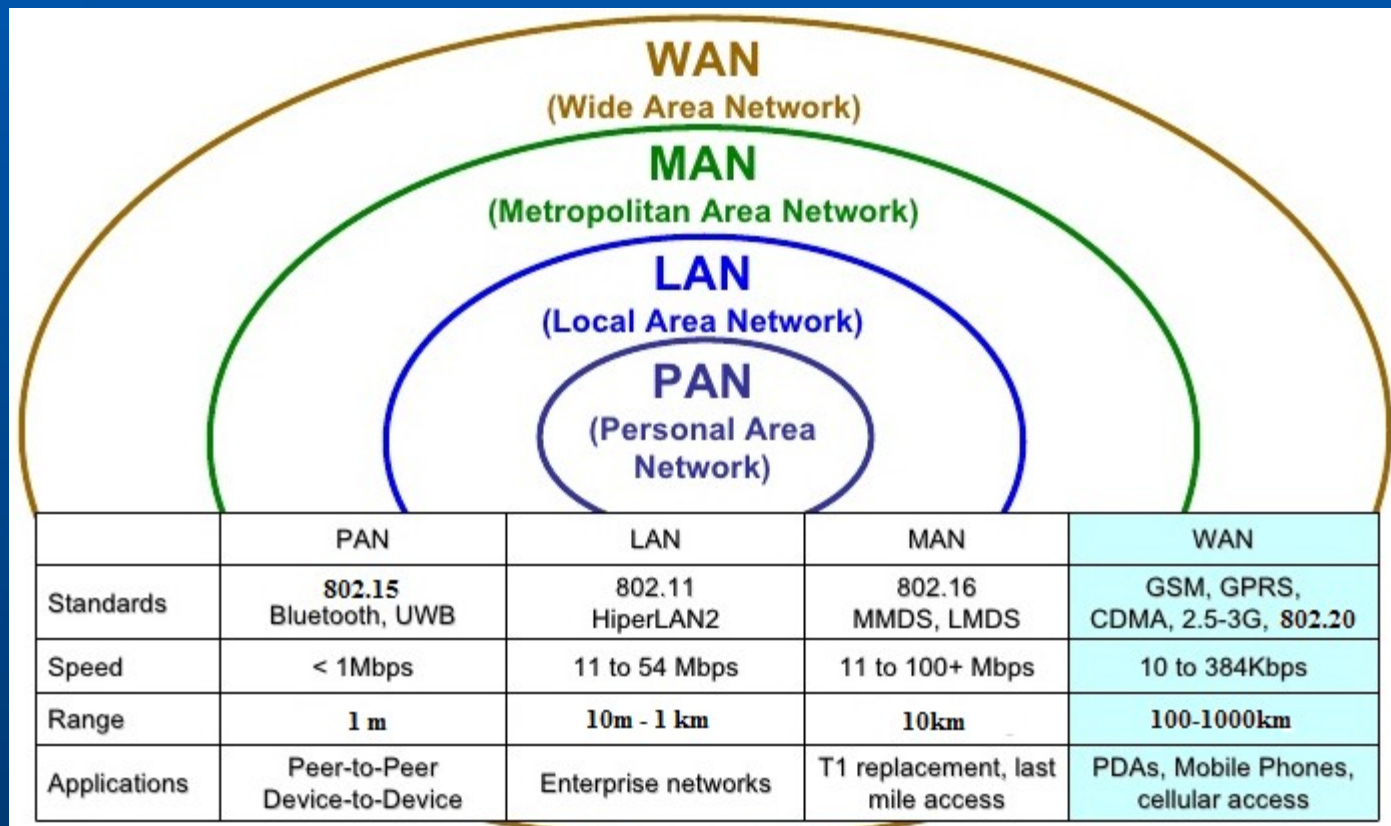 WAN
(Wide Area Network)
MAN
(Metropolitan Area Network)
LAN
(Local Area Network)
PAN
(Personal Area
Network)
PAN LAN MAN WAN
Standards 802.15 802.11 802.16 GSM, GPRS,
Bluetooth, UWB HiperLAN2 MMDS, LMDS CDMA, 2.5-3G, 802.20
Speed < 1Mbps 11 to 54 Mbps 11 to 100+ Mbps 10 to 384Kbps
Range 1 m 10m - 1 km 10km 100-1000km
Applications Peer-to-Peer Enterprise networks T1 replacement, last PDAs, Mobile Phones,
Device-to-Device mile access cellular access